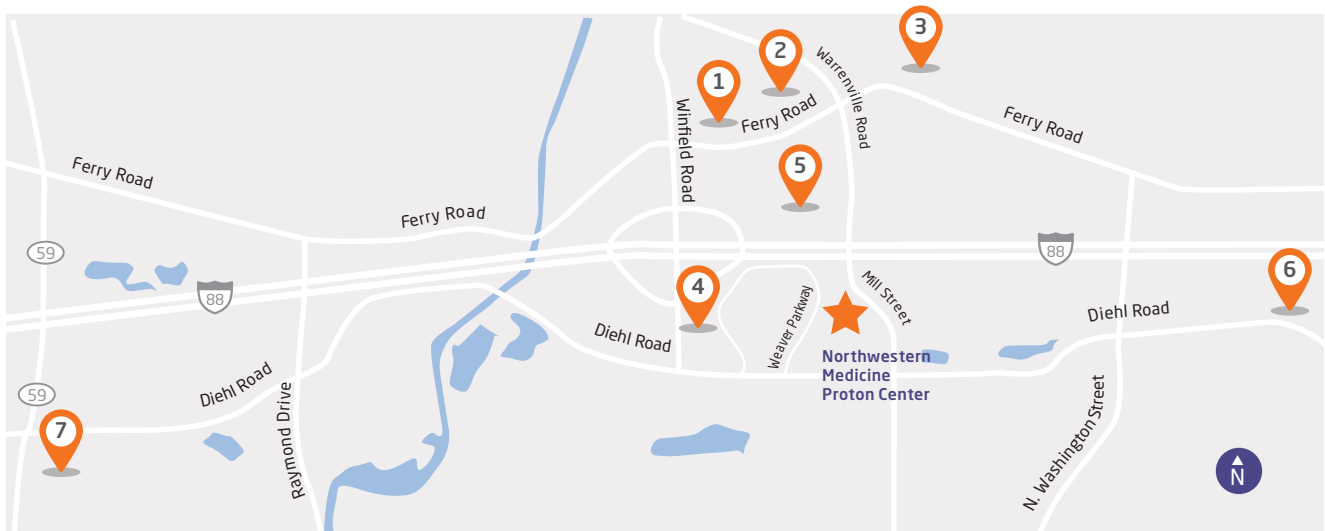 3
2
Warrenville Road
1
Winfield Road
Ferry Road
Ferry Road
5
Ferry Road
Ferry Road
59
88
88
6
4
Mill Street
Weaver Parkway
Diehl Road
Diehl Road
Northwestern
Medicine
Proton Center
Diehl Road
59
Raymond Drive
N. Washington Street
7
N